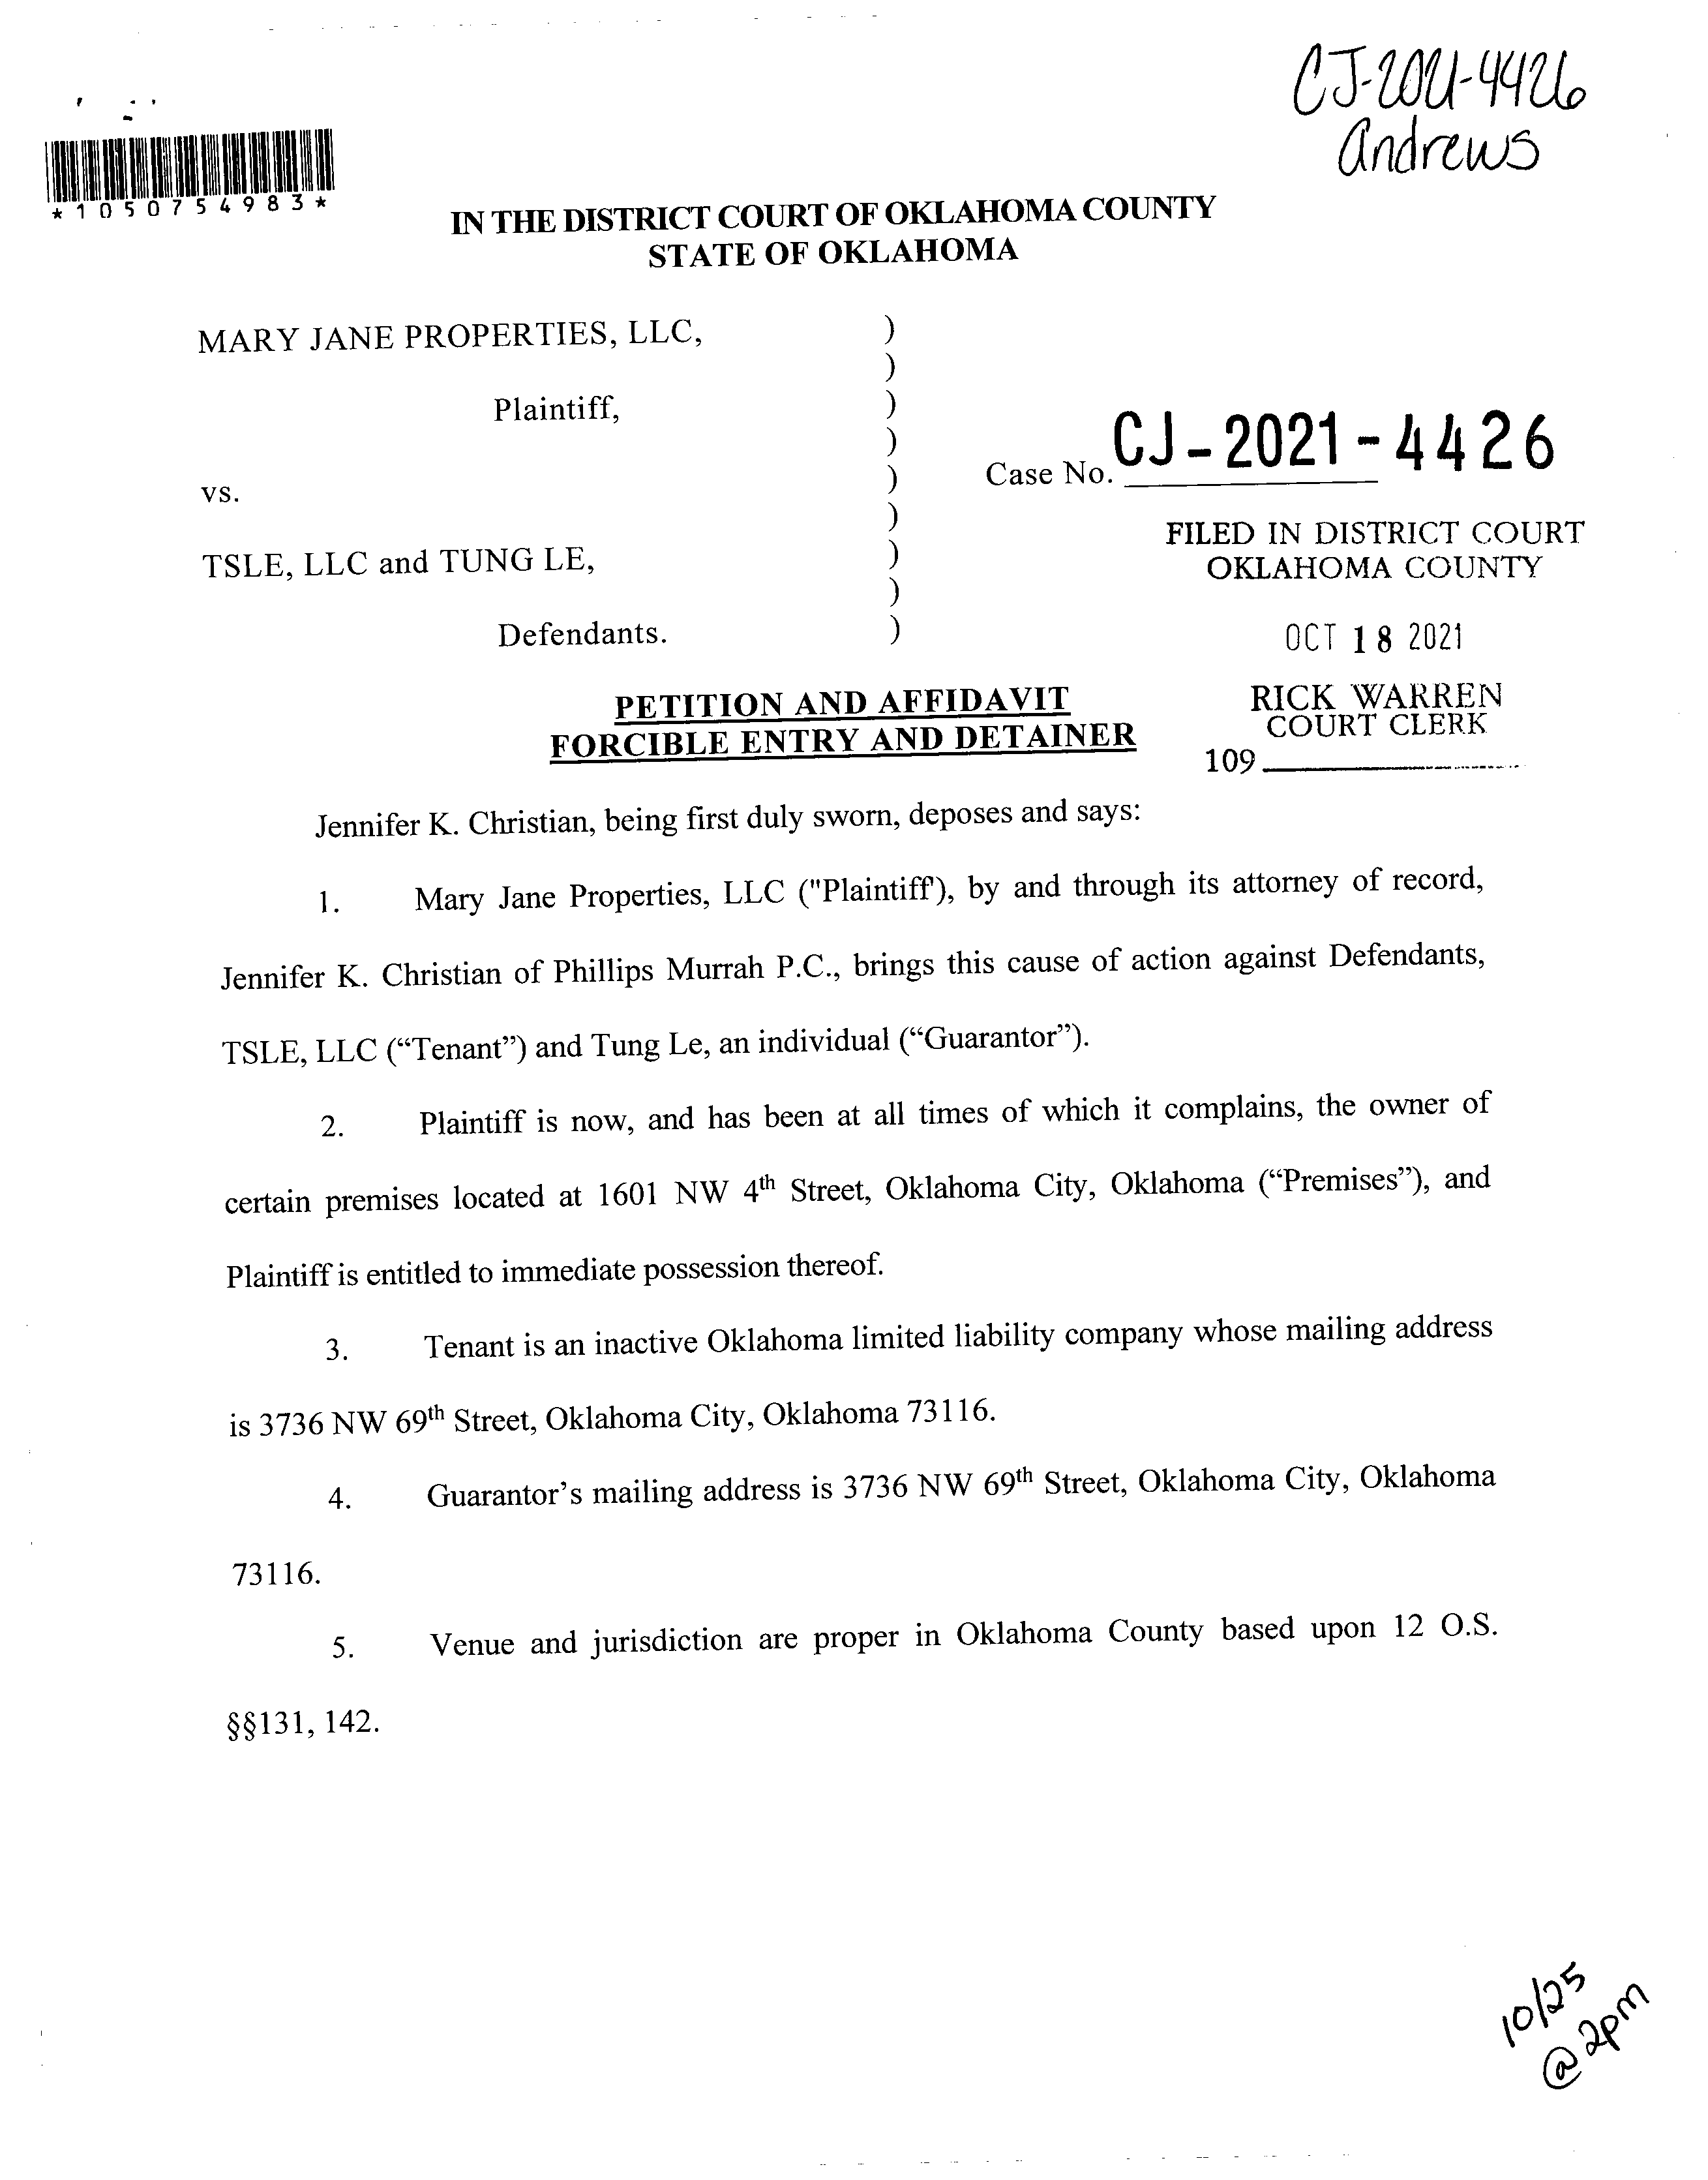 CJ-2021-4426
Andrews
*1050754983*
IN THE DISTRICT COURT OF OKLAHOMA COUNTY
STATE OF OKLAHOMA
MARY JANE PROPERTIES, LLC, )
)
Plaintiff, )
)
vs. ) Case No. CJ-2021-4426
)
TSLE, LLC and TUNG LE, )
)
Defendants. )
FILED IN DISTRICT COURT
OKLAHOMA COUNTY
OCT 18 2021
RICK WARREN
COURT CLERK
109
PETITION AND AFFIDAVIT
FORCIBLE ENTRY AND DETAINER
Jennifer K. Christian, being first duly sworn, deposes and says:
1. Mary Jane Properties, LLC ("Plaintiff'), by and through its attorney of record,
Jennifer K. Christian of Phillips Murrah P.C., brings this cause of action against Defendants,
TSLE, LLC (“Tenant”) and Tung Le, an individual (“Guarantor”).
2. Plaintiff is now, and has been at all times of which it complains, the owner of
certain premises located at 1601 NW 4th Street, Oklahoma City, Oklahoma (“Premises”), and
Plaintiff is entitled to immediate possession thereof.
3. Tenant is an inactive Oklahoma limited liability company whose mailing address
is 3736 NW 69th Street, Oklahoma City, Oklahoma 73116.
4. Guarantor’s mailing address is 3736 NW 69th Street, Oklahoma City, Oklahoma
73116.
5. Venue and jurisdiction are proper in Oklahoma County based upon 12 O.S.
§§131, 142.
10/25
@ 2pm